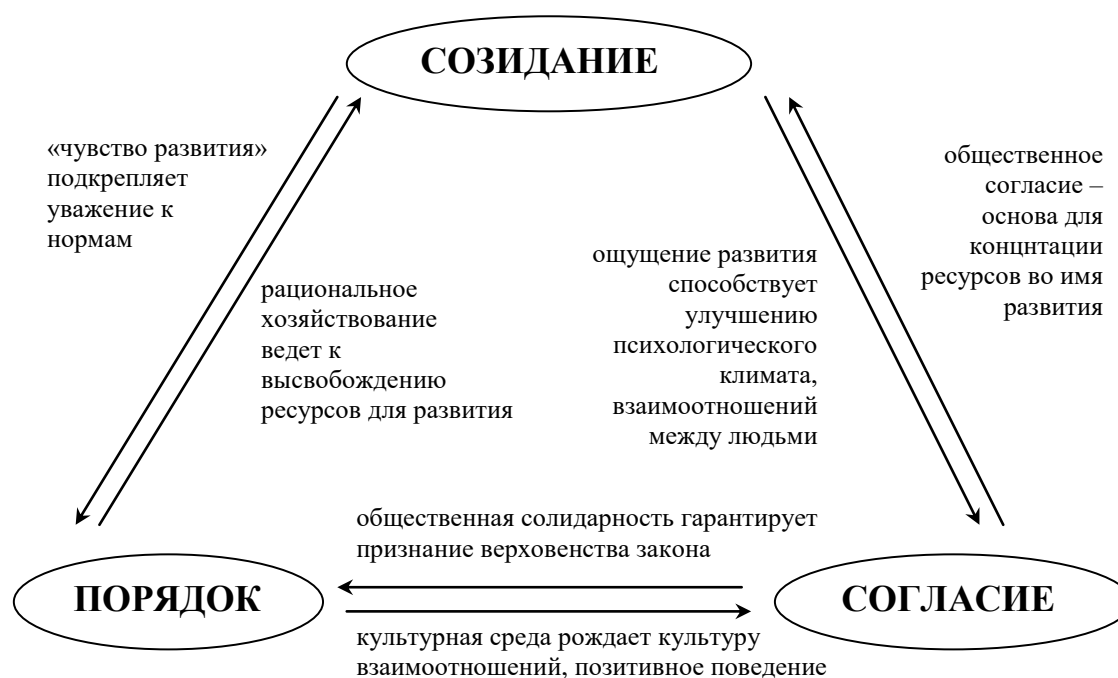 СОЗИДАНИЕ
«чувство развития»
подкрепляет
уважение к
нормам
рациональное
хозяйствование
ведет к
высвобождению
ресурсов для развития
ощущение развития
способствует
улучшению
психологического
климата,
взаимоотношений
между людьми
общественное
согласие –
основа для
концнтации
ресурсов во имя
развития
общественная солидарность гарантирует
признание верховенства закона
ПОРЯДОК
СОГЛАСИЕ
культурная среда рождает культуру
взаимоотношений, позитивное поведение